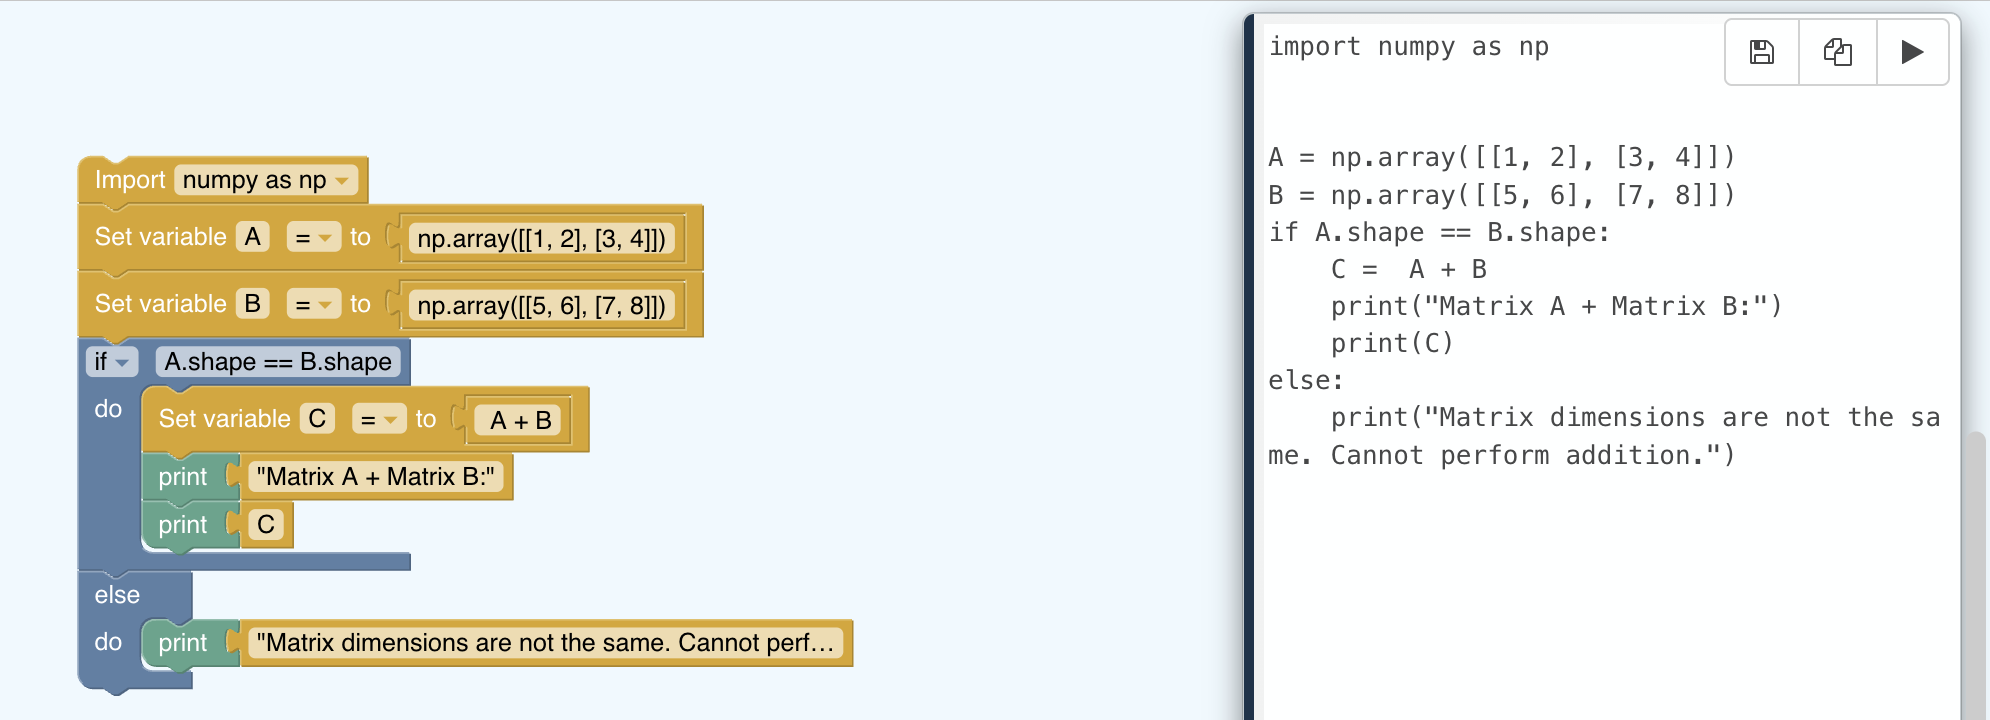 Import numpy as np
Set variable A = to np.array([[1, 2], [3, 4]])
Set variable B = to np.array([[5, 6], [7, 8]])
if A.shape == B.shape
do
Set variable C = to A + B
print "Matrix A + Matrix B:"
print C
else
do print "Matrix dimensions are not the same. Cannot perf...
import numpy as np
A = np.array([[1, 2], [3, 4]])
B = np.array([[5, 6], [7, 8]])
if A.shape == B.shape:
    C =  A + B
    print("Matrix A + Matrix B:")
    print(C)
else:
    print("Matrix dimensions are not the sa
me. Cannot perform addition.")